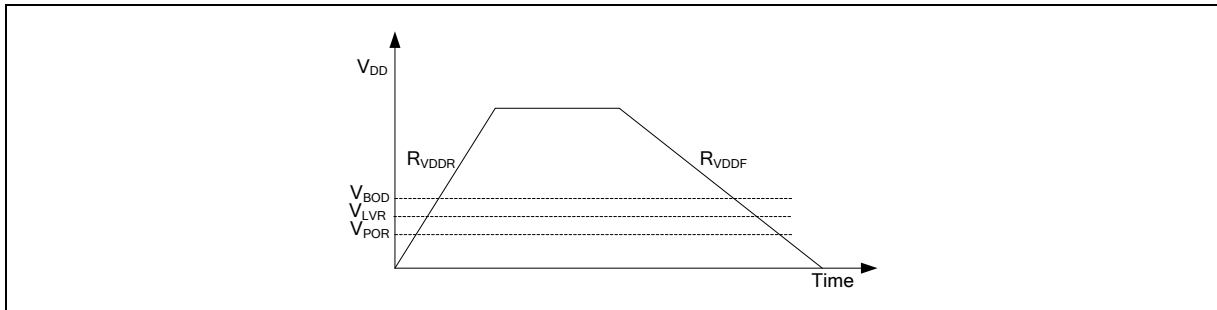 VDD
RVDDR
RVDDF
VBOD
VLVR
VPOR
Time